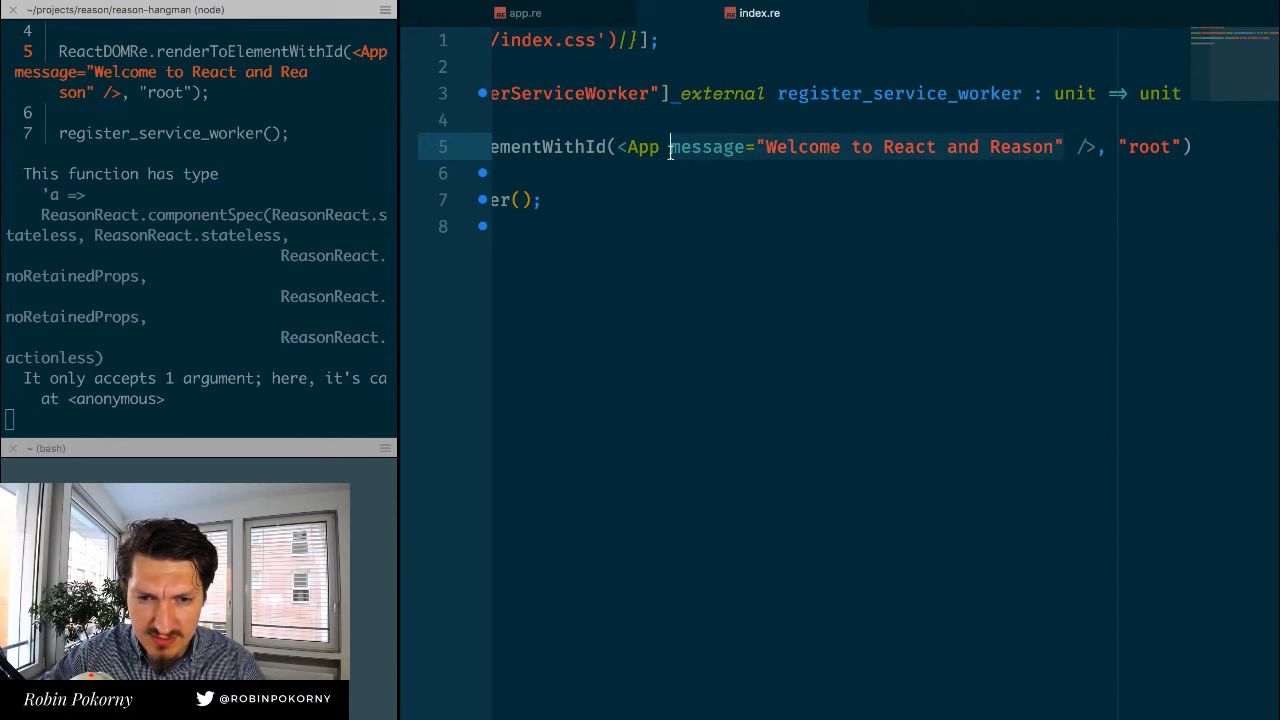 ~/projects/reason/reason-hangman (node)
4
5 ReactDOMRe.renderToElementWithId(<App
message="Welcome to React and Rea
son" />, "root");
6
7 register_service_worker();
This function has type
'a =>
ReasonReact.componentSpec(ReasonReact.s
tateless, ReasonReact.stateless,
ReasonReact.
noRetainedProps,
ReasonReact.
noRetainedProps,
ReasonReact.
actionless)
It only accepts 1 argument; here, it's ca
at <anonymous>
~ (bash)
Robin Pokorny
@ROBINPOKORNY
RE app.re
RE index.re
1 /index.css')|}];
2
3 erServiceWorker"] external register_service_worker : unit => unit
4
5 ementWithId(<App message="Welcome to React and Reason" />, "root")
6
7 er();
8